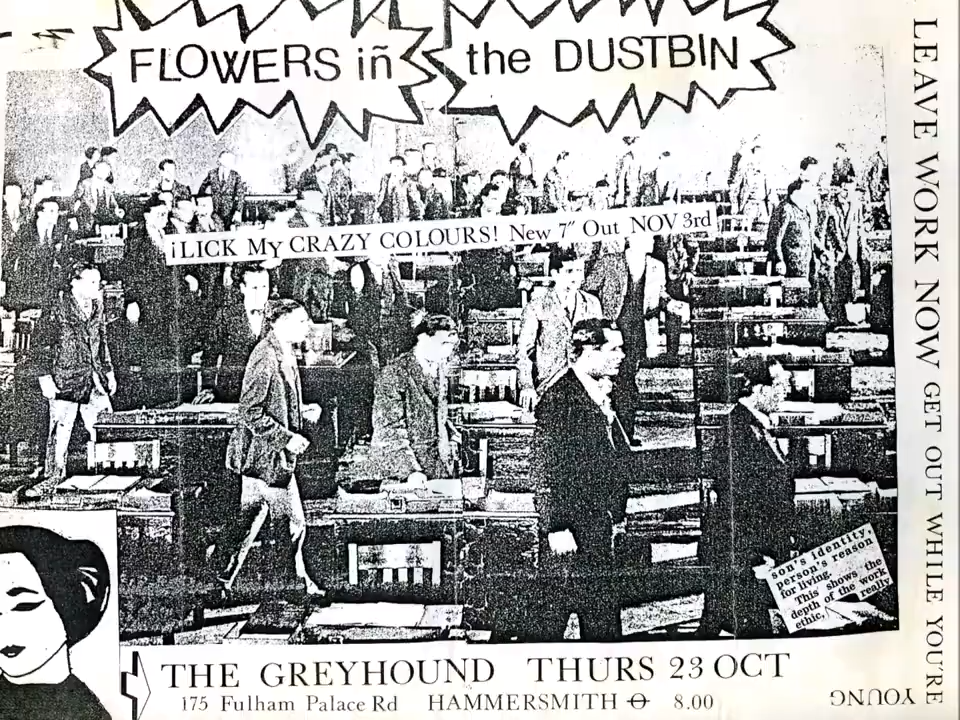 FLOWERS iñ
the DUSTBIN
¡LICK My CRAZY COLOURS! New 7" Out NOV 3rd
LEAVE WORK NOW GET OUT WHILE YOU'RE
YOUNG
son's identity,
person's reason
for living.
This shows the
depth of the work
ethic,
really
THE GREYHOUND THURS 23 OCT
175 Fulham Palace Rd HAMMERSMITH 8.00